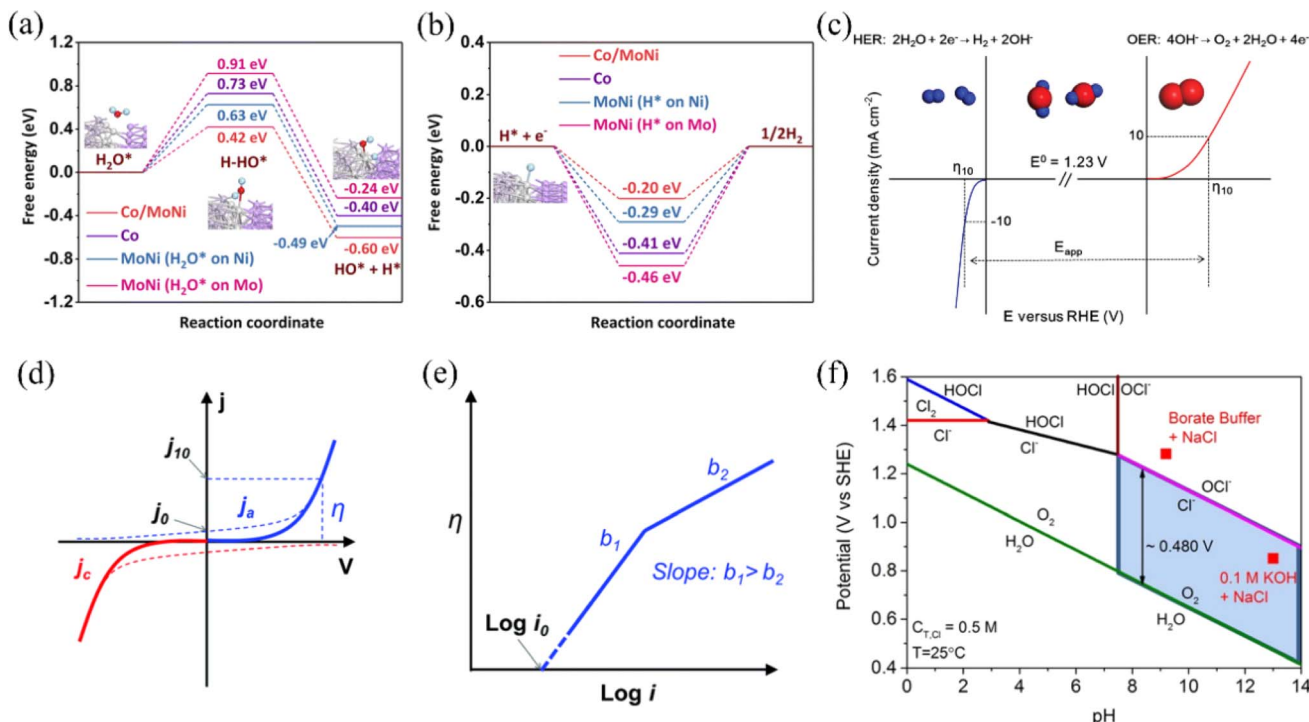 (a)
1.2
0.8
0.4
0.0
-0.4
-0.8
-1.2
Free energy (eV)
0.91 eV
0.73 eV
0.63 eV
0.42 eV
H₂O*
H-HO*
-0.24 eV
-0.40 eV
-0.49 eV
-0.60 eV
HO* + H*
Co/MoNi
Co
MoNi (H₂O* on Ni)
MoNi (H₂O* on Mo)
Reaction coordinate
(b)
0.4
0.2
0.0
-0.2
-0.4
-0.6
Free energy (eV)
Co/MoNi
Co
MoNi (H* on Ni)
MoNi (H* on Mo)
H* + e⁻
1/2H₂
-0.20 eV
-0.29 eV
-0.41 eV
-0.46 eV
Reaction coordinate
(c)
HER: 2H₂O + 2e⁻→ H₂ + 2OH⁻
OER: 4OH⁻→ O₂ + 2H₂O + 4e⁻
Current density (mA cm⁻²)
10
E⁰ = 1.23 V
η₁₀
η₁₀
-10
E_app
E versus RHE (V)
(d)
j
j₁₀
j₀
jₐ
η
V
j_c
(e)
η
b₁
b₂
Slope: b₁> b₂
Log i₀
Log i
(f)
1.6
1.4
1.2
1.0
0.8
0.6
0.4
Potential (V vs SHE)
HOCl
Cl₂
Cl⁻
HOCl
Cl⁻
HOCl OCl⁻
Borate Buffer
+ NaCl
OCl⁻
Cl⁻
O₂
H₂O
~ 0.480 V
0.1 M KOH
+ NaCl
O₂
H₂O
C_T,Cl = 0.5 M
T=25°C
0 2 4 6 8 10 12 14
pH